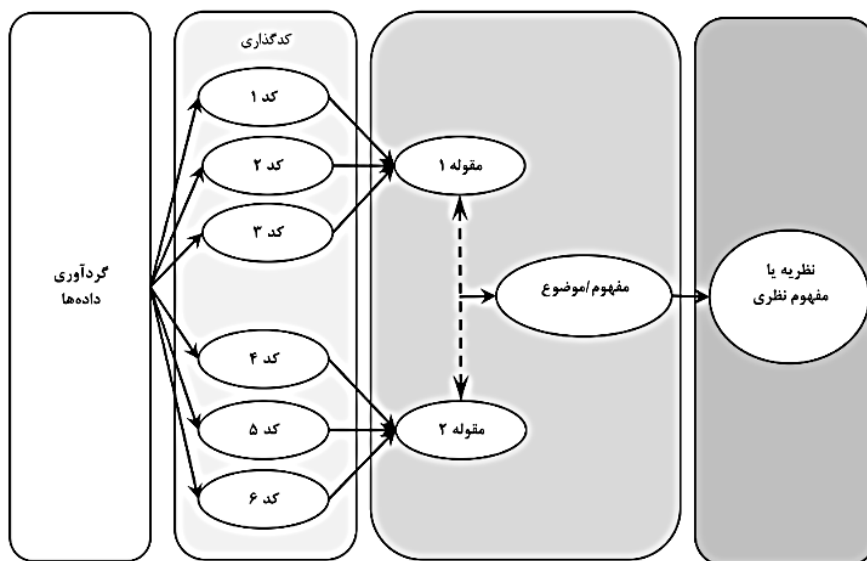 گردآوری
داده‌ها
کدگذاری
کد ۱
کد ۲
کد ۳
کد ۴
کد ۵
کد ۶
مقوله ۱
مقوله ۲
مفهوم/موضوع
نظریه یا
مفهوم نظری